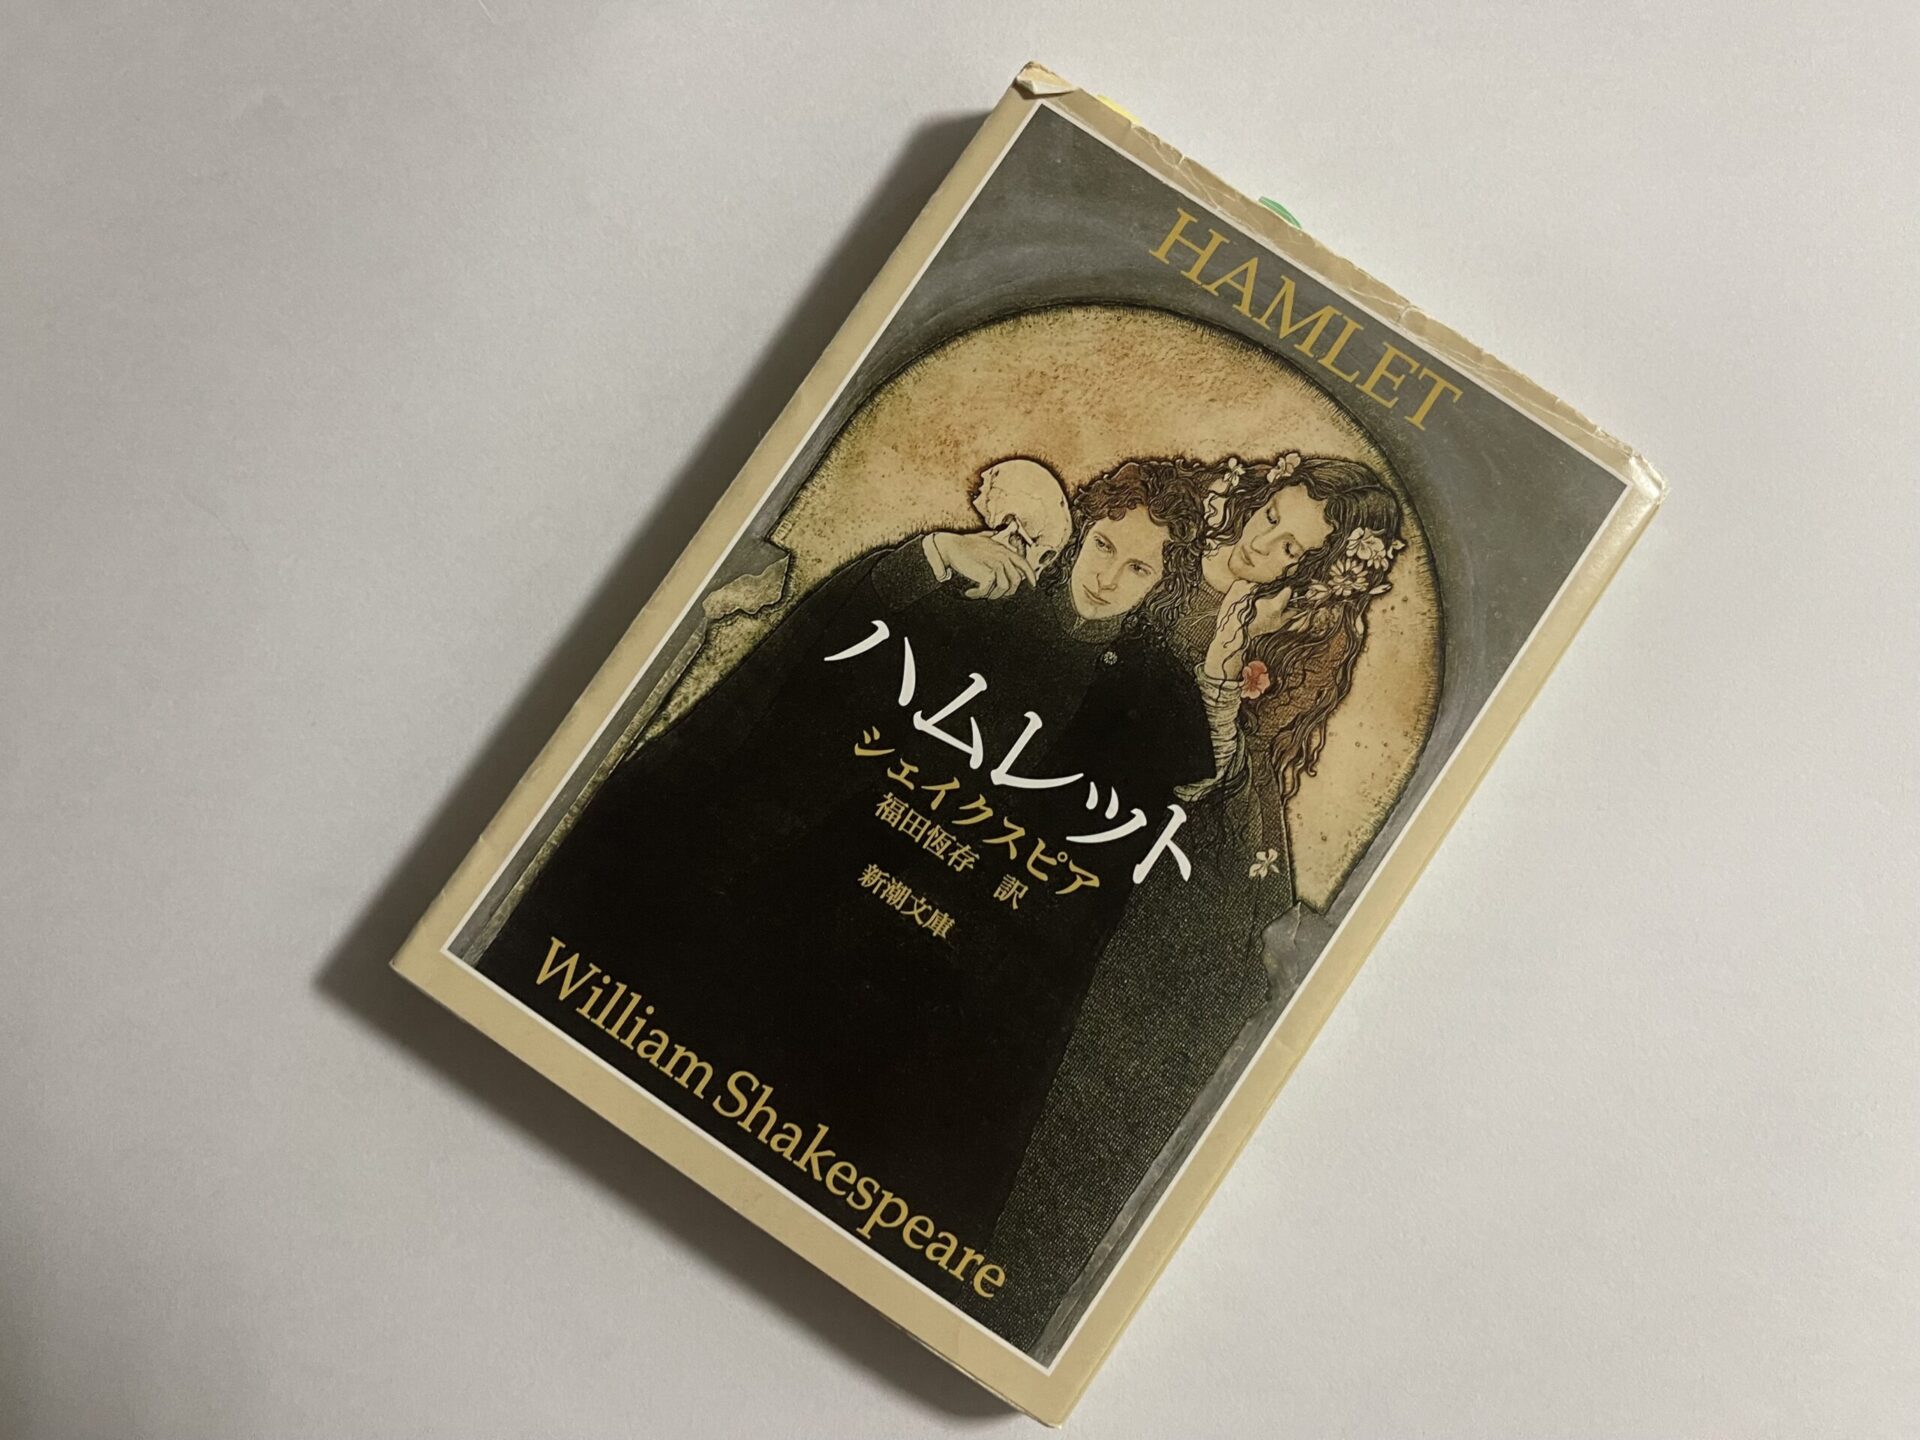 HAMLET
ハムレット
シェイクスピア
福田恆存 訳
新潮文庫
William Shakespeare